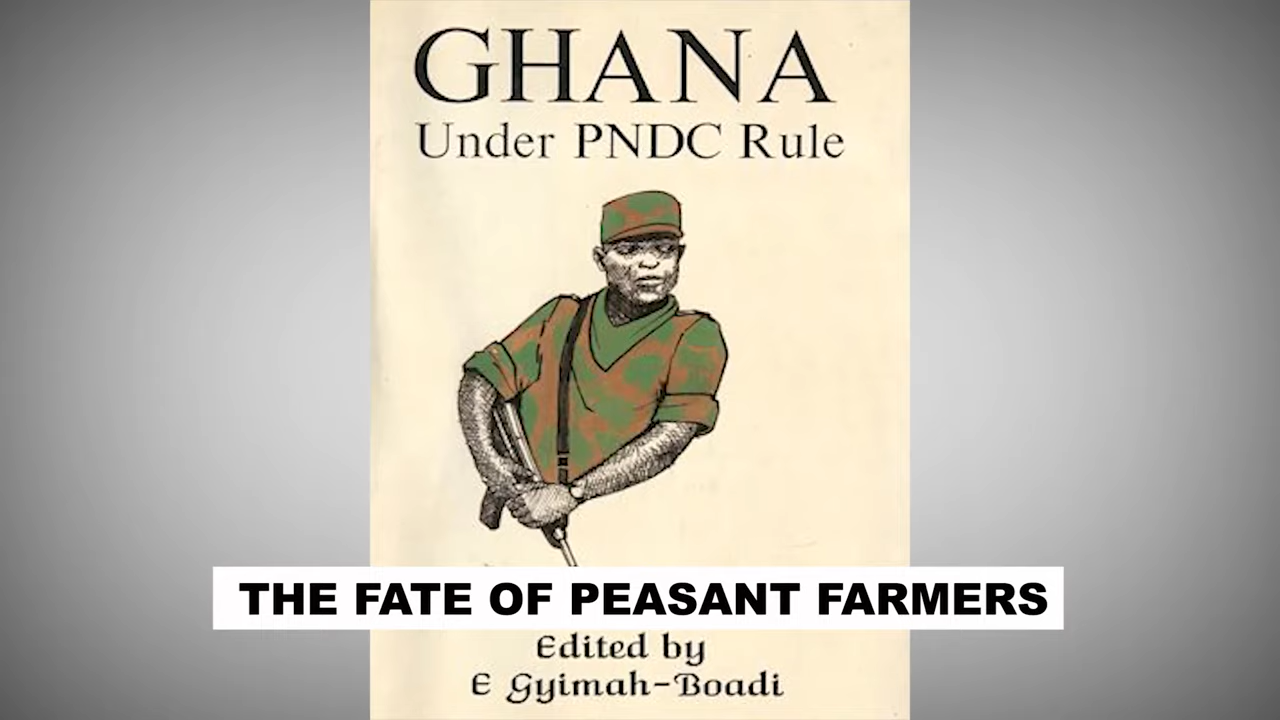 GHANA
Under PNDC Rule
THE FATE OF PEASANT FARMERS
Edited by
E Gyimah-Boadi